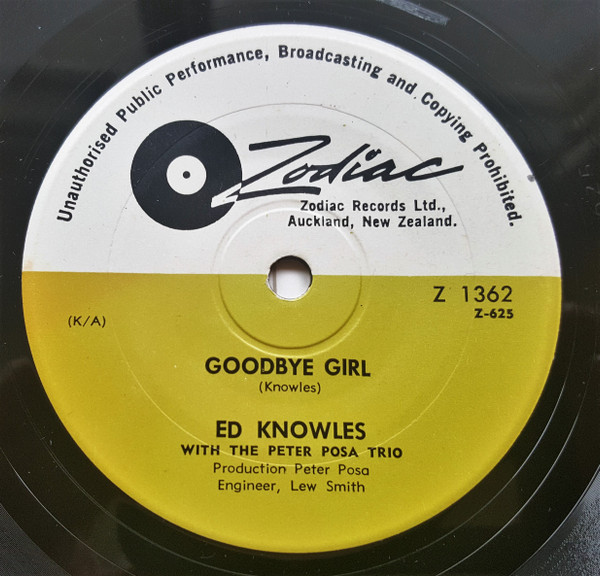 Unauthorised Public Performance, Broadcasting and Copying Prohibited.
Zodiac
Zodiac Records Ltd.,
Auckland, New Zealand.
Z 1362
Z-625
(K/A)
GOODBYE GIRL
(Knowles)
ED KNOWLES
WITH THE PETER POSA TRIO
Production Peter Posa
Engineer, Lew Smith